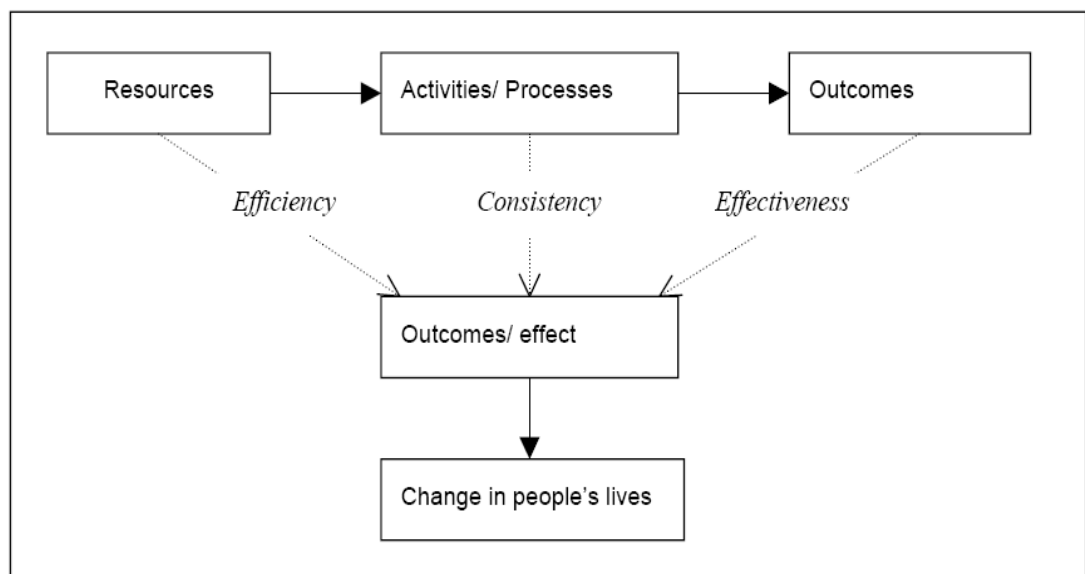 Resources
Activities/ Processes
Outcomes
Efficiency
Consistency
Effectiveness
Outcomes/ effect
Change in people's lives